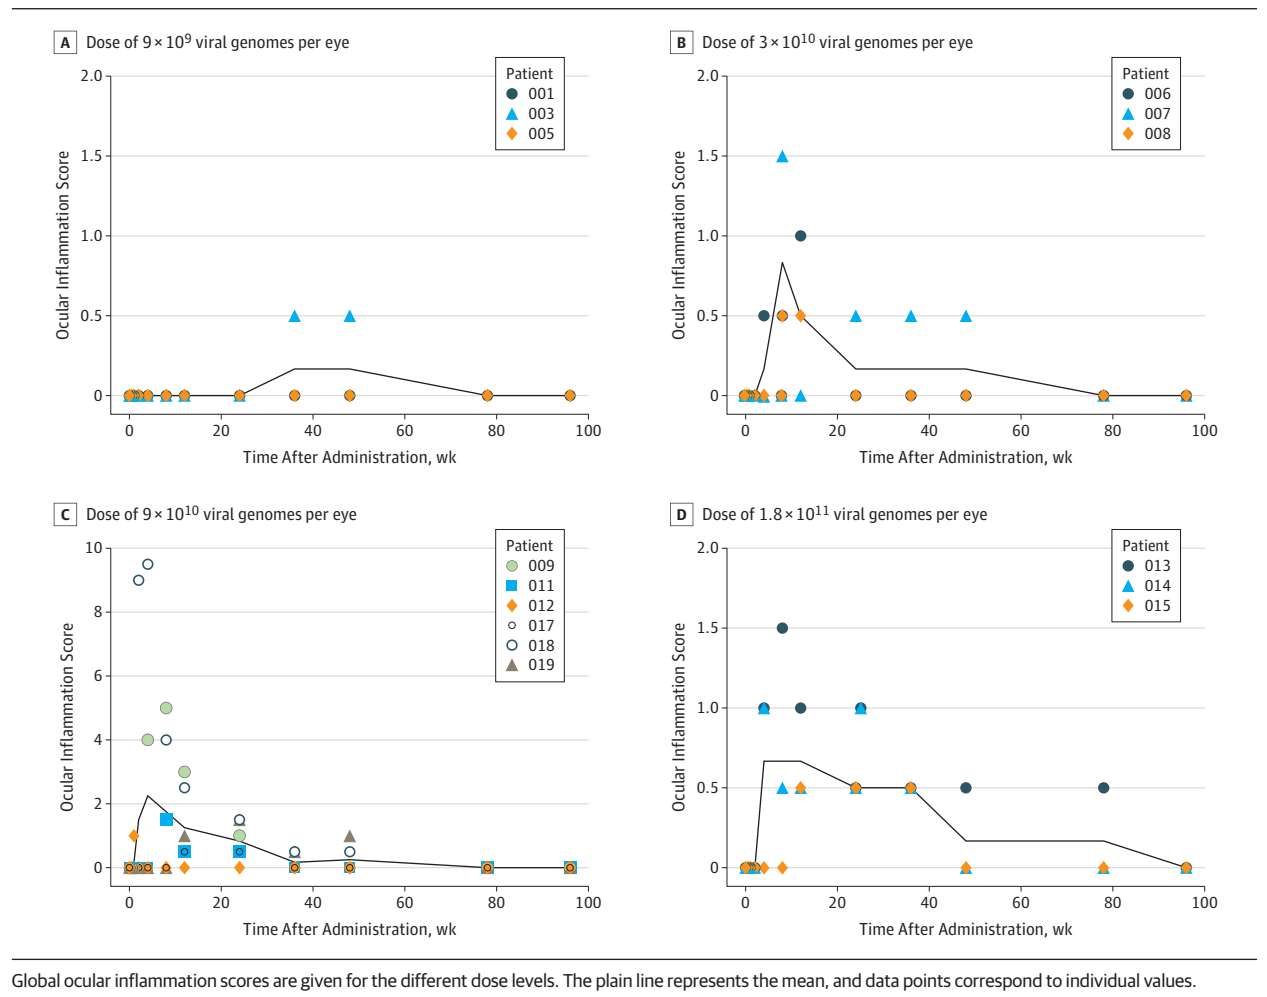 A Dose of 9 × 10⁹ viral genomes per eye
Ocular Inflammation Score
2.0
1.5
1.0
0.5
0
0 20 40 60 80 100
Time After Administration, wk
Patient
001
003
005
B Dose of 3 × 10¹⁰ viral genomes per eye
Ocular Inflammation Score
2.0
1.5
1.0
0.5
0
0 20 40 60 80 100
Time After Administration, wk
Patient
006
007
008
C Dose of 9 × 10¹⁰ viral genomes per eye
Ocular Inflammation Score
10
8
6
4
2
0
0 20 40 60 80 100
Time After Administration, wk
Patient
009
011
012
017
018
019
D Dose of 1.8 × 10¹¹ viral genomes per eye
Ocular Inflammation Score
2.0
1.5
1.0
0.5
0
0 20 40 60 80 100
Time After Administration, wk
Patient
013
014
015
Global ocular inflammation scores are given for the different dose levels. The plain line represents the mean, and data points correspond to individual values.